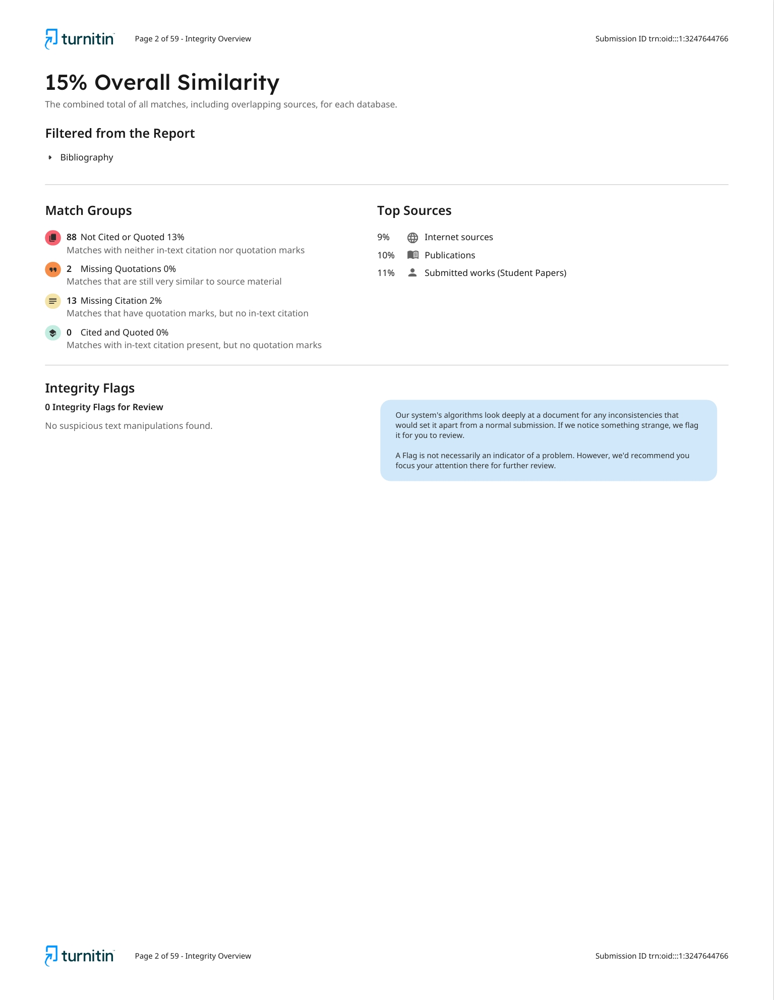 turnitin Page 2 of 59 - Integrity Overview Submission ID trn:oid:::1:3247644766
15% Overall Similarity
The combined total of all matches, including overlapping sources, for each database.
Filtered from the Report
Bibliography
Match Groups
88 Not Cited or Quoted 13%
Matches with neither in-text citation nor quotation marks
2 Missing Quotations 0%
Matches that are still very similar to source material
13 Missing Citation 2%
Matches that have quotation marks, but no in-text citation
0 Cited and Quoted 0%
Matches with in-text citation present, but no quotation marks
Top Sources
9% Internet sources
10% Publications
11% Submitted works (Student Papers)
Integrity Flags
0 Integrity Flags for Review
No suspicious text manipulations found.
Our system's algorithms look deeply at a document for any inconsistencies that
would set it apart from a normal submission. If we notice something strange, we flag
it for you to review.
A Flag is not necessarily an indicator of a problem. However, we'd recommend you
focus your attention there for further review.
turnitin Page 2 of 59 - Integrity Overview Submission ID trn:oid:::1:3247644766